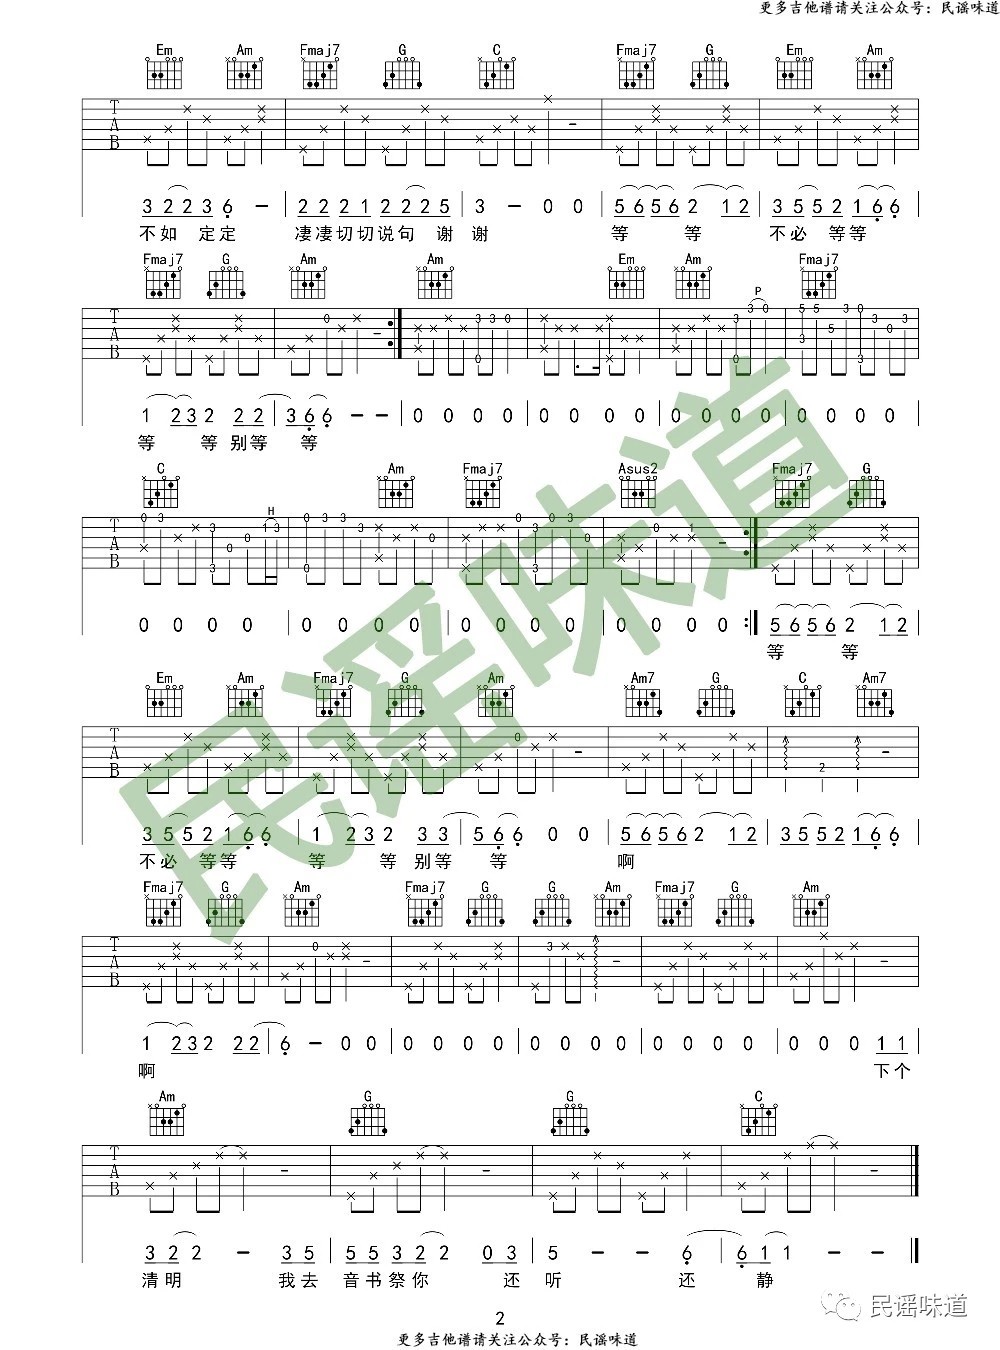 更多吉他谱请关注公众号：民谣味道
Em Am Fmaj7 G C Fmaj7 G Em Am
T A B
3 2 2 3 6 － 2 2 2 1 2 2 2 5 3 － 0 0 5 6 5 6 2 1 2 3 5 5 2 1 6 6
不如 定定 凄凄切切说句 谢谢 等 等 不必 等等
Fmaj7 G Am Am Em Am Fmaj7
P
T A B
1 2 3 2 2 2 3 6 6 － － 0 0 0 0 0 0 0 0 0 0 0 0 0 0 0 0
等 等 别等 等
C Am Fmaj7 Asus2 Fmaj7 G
H
T A B
0 0 0 0 0 0 0 0 0 0 0 0 0 0 0 0 5 6 5 6 2 1 2
等 等
Em Am Fmaj7 G Am Am7 G C Am7
T A B
3 5 5 2 1 6 6 1 2 3 2 3 3 5 6 6 0 0 5 6 5 6 2 1 2 3 5 5 2 1 6 6
不必 等等 等 等 别等 等 啊
Fmaj7 G Am Fmaj7 G G Am Fmaj7 G Am
T A B
1 2 3 2 2 2 6 － 0 0 0 0 0 0 0 0 0 0 0 0 0 0 0 0 0 1 1
啊 下个
Am G G C
T A B
3 2 2 － 3 5 5 5 3 2 2 0 3 5 － － 6 6 1 1 － －
清明 我去 音书祭你 还 听 还 静
2
更多吉他谱请关注公众号：民谣味道
民谣味道
民谣味道